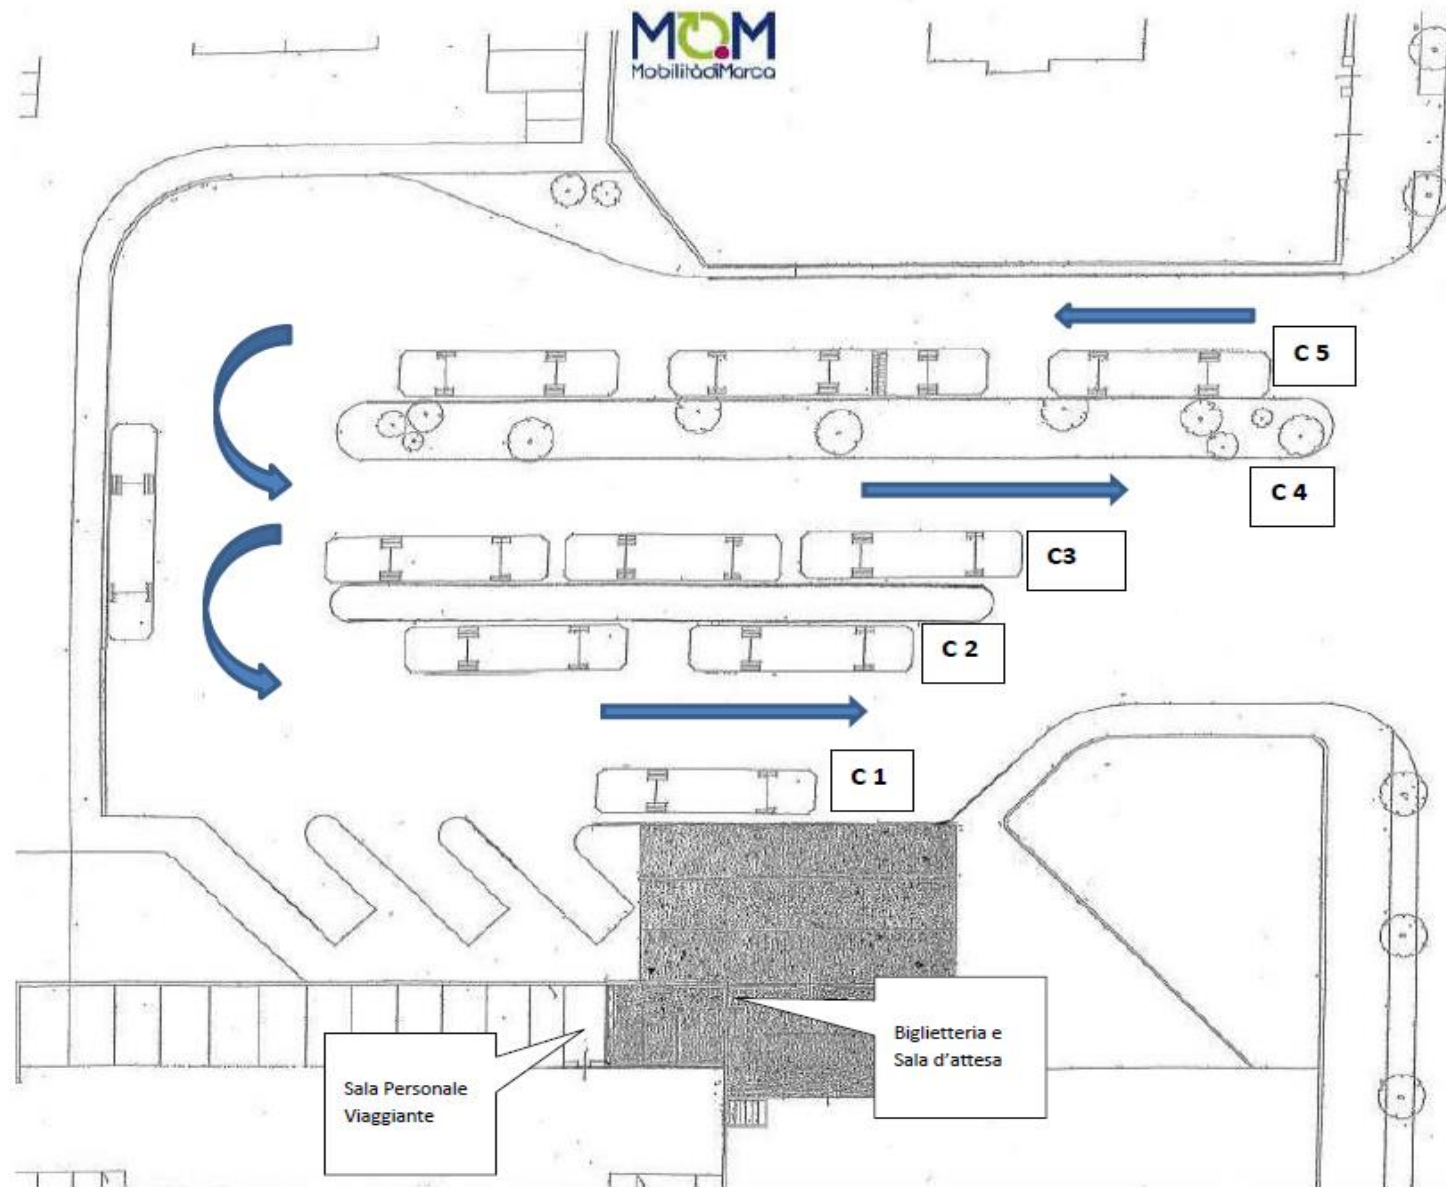 MOM
MobilitàdiMarca
C 5
C 4
C3
C 2
C 1
Biglietteria e
Sala d'attesa
Sala Personale
Viaggiante